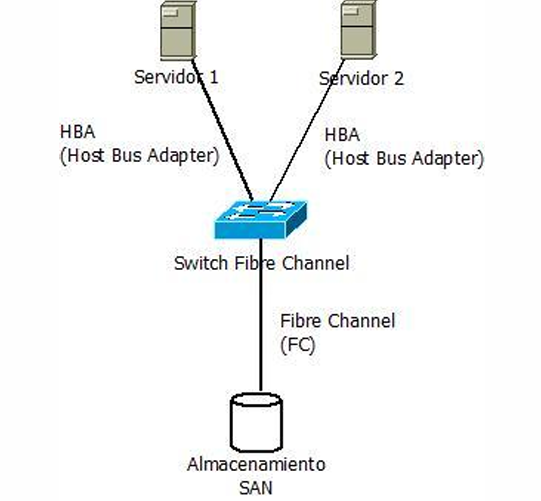 Servidor 1
Servidor 2
HBA
(Host Bus Adapter)
HBA
(Host Bus Adapter)
Switch Fibre Channel
Fibre Channel
(FC)
Almacenamiento
SAN